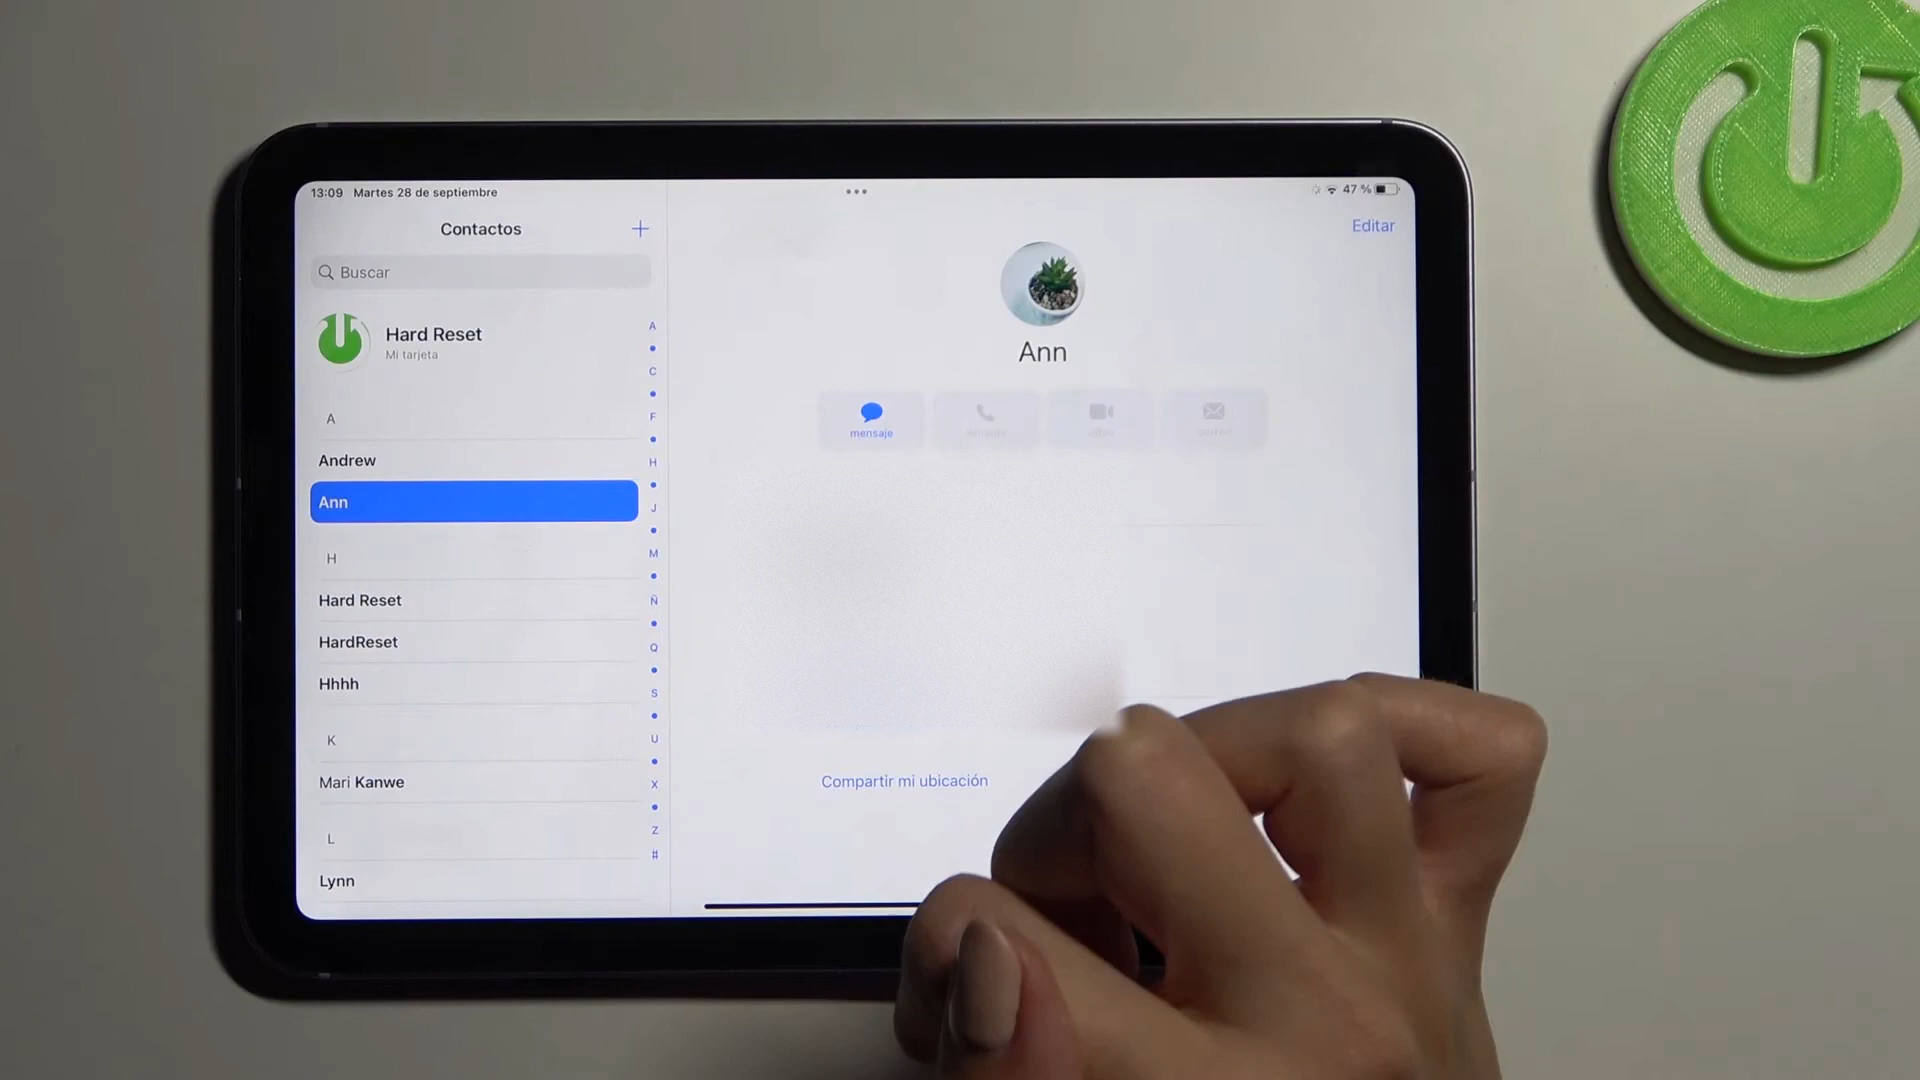 13:09 Martes 28 de septiembre
47 %
Contactos
Editar
Buscar
Hard Reset
Mi tarjeta
Ann
mensaje
A
Andrew
Ann
H
Hard Reset
HardReset
Hhhh
K
Mari Kanwe
L
Lynn
Compartir mi ubicación
A
C
F
H
J
M
Ñ
Q
S
U
X
Z
#